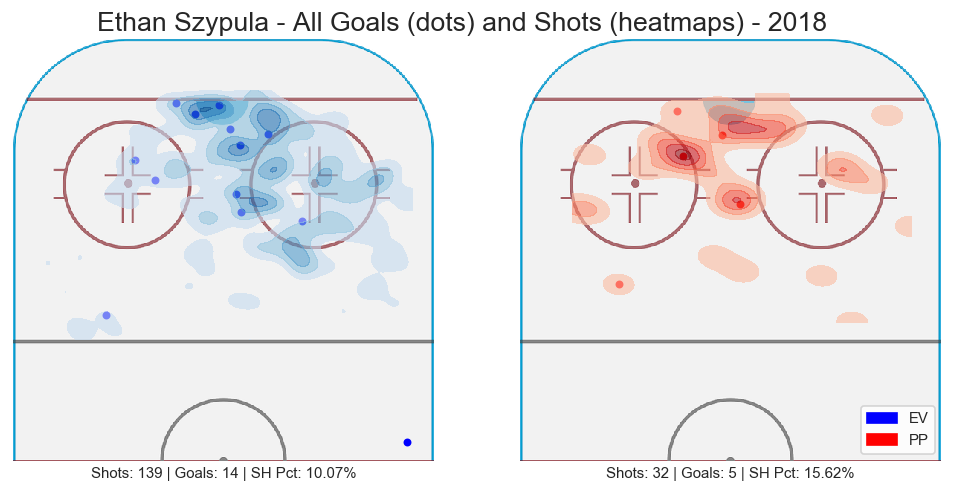 Ethan Szypula - All Goals (dots) and Shots (heatmaps) - 2018
EV
PP
Shots: 139 | Goals: 14 | SH Pct: 10.07%
Shots: 32 | Goals: 5 | SH Pct: 15.62%